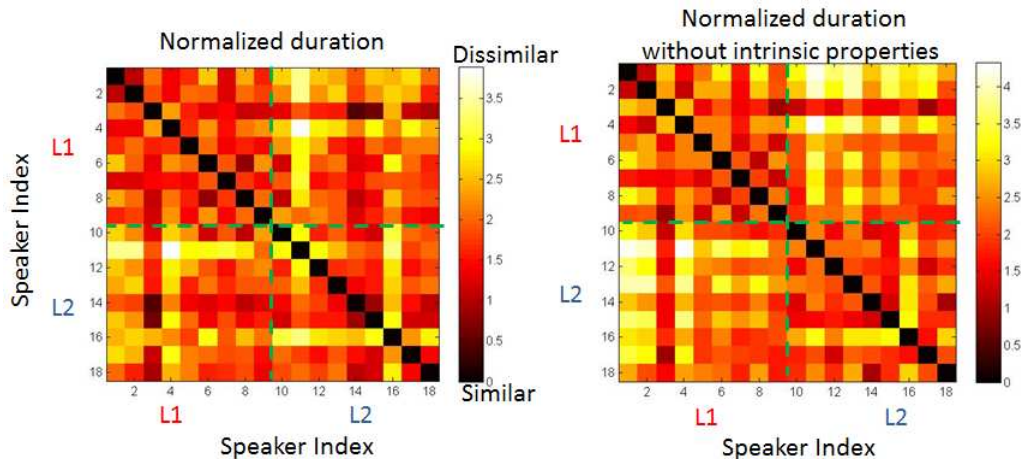 Normalized duration
Dissimilar
Speaker Index
L1
L2
2
4
6
8
10
12
14
16
18
2 4 6 8 10 12 14 16 18
L1 L2
Speaker Index
3.5
3
2.5
2
1.5
1
0.5
0
Similar
Normalized duration
without intrinsic properties
L1
L2
2
4
6
8
10
12
14
16
18
2 4 6 8 10 12 14 16 18
L1 L2
Speaker Index
4
3.5
3
2.5
2
1.5
1
0.5
0